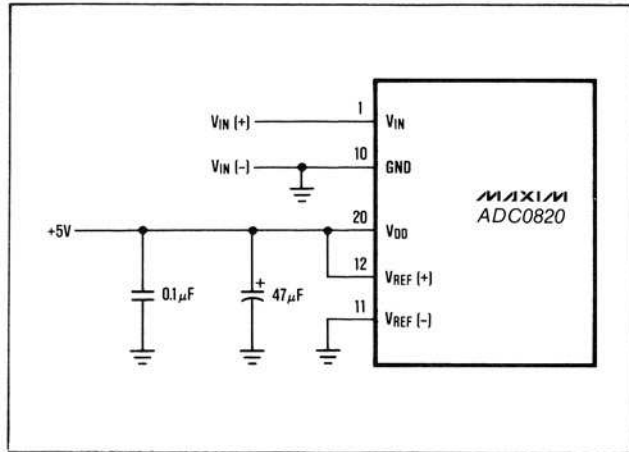 1
VIN (+)
VIN
10
VIN (-)
GND
MAXIM
ADC0820
20
+5V
VDD
12
VREF (+)
0.1μF
+
47μF
11
VREF (-)